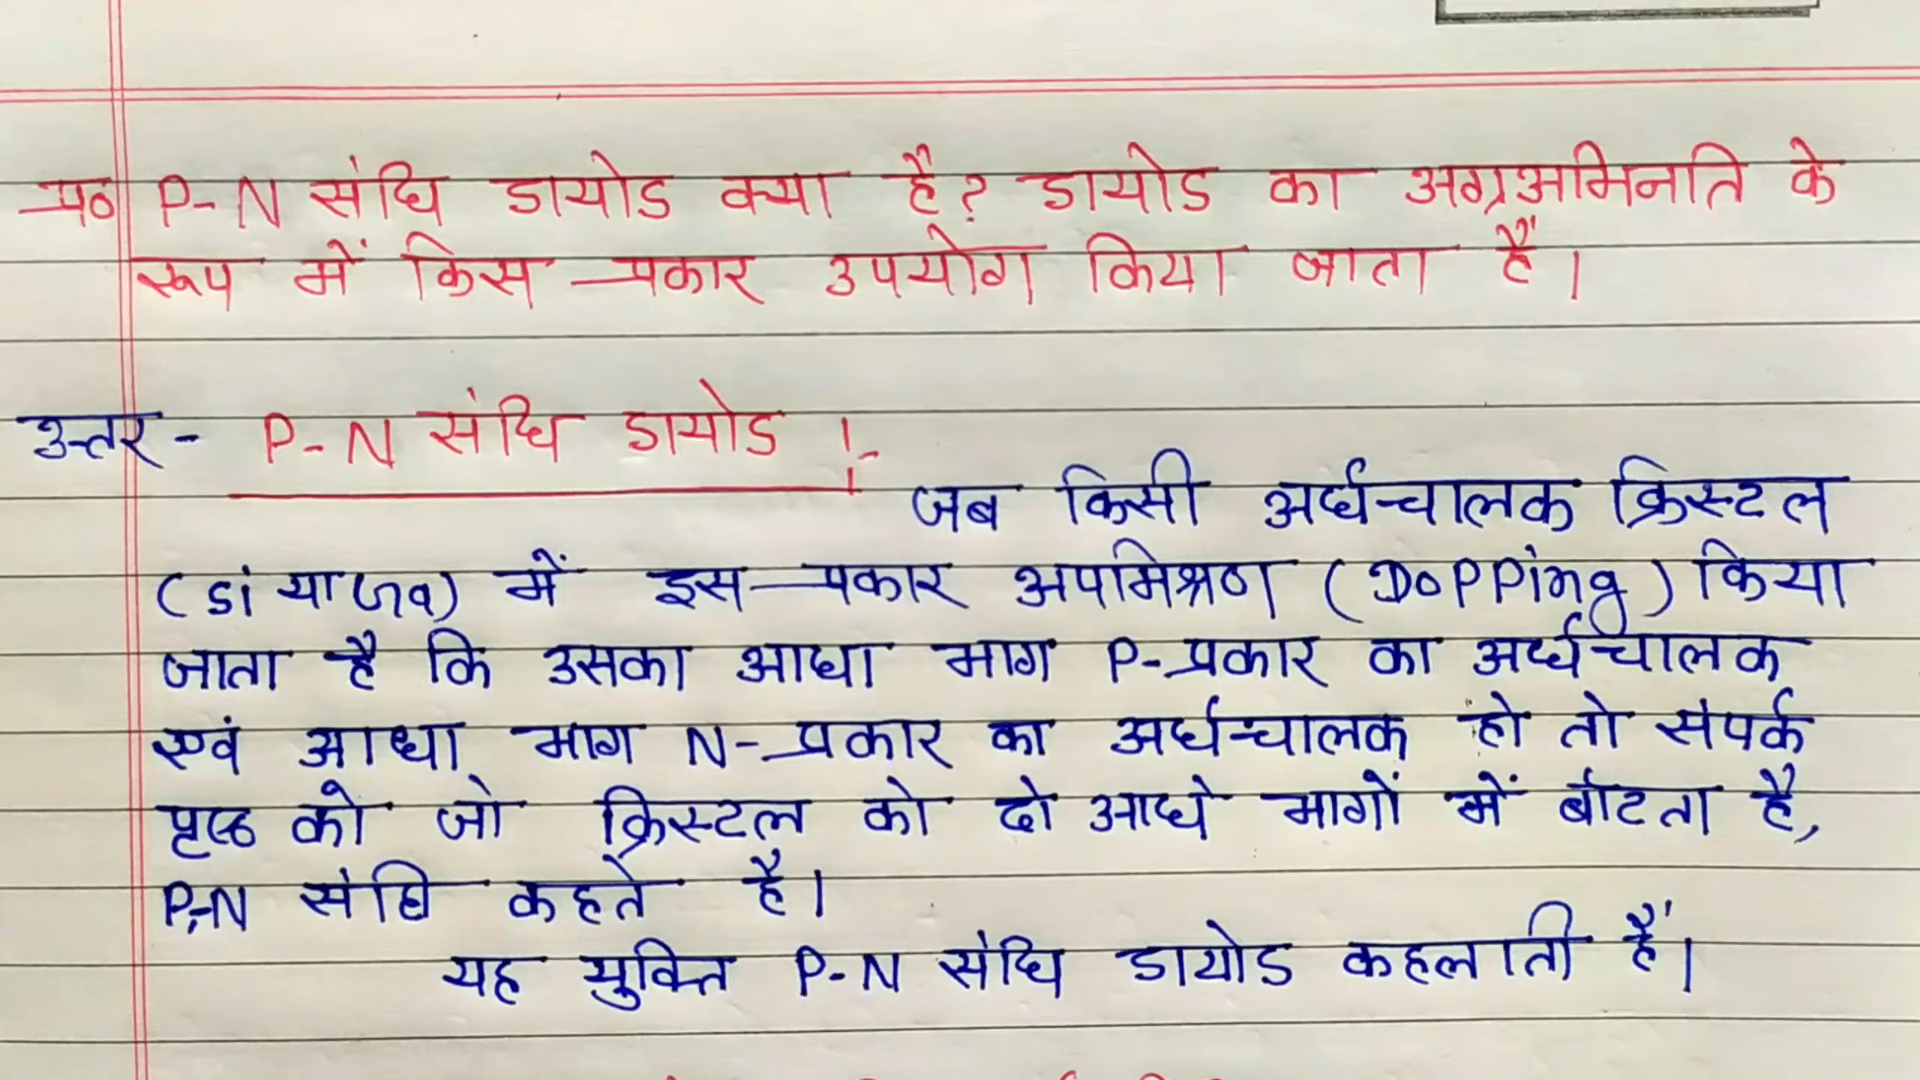 प्र० P-N संधि डायोड क्या है? डायोड का अग्रअभिनति के
रूप में किस प्रकार उपयोग किया जाता है।
उत्तर- P-N संधि डायोड :-
जब किसी अर्धचालक क्रिस्टल
(Si या Ga) में इस प्रकार अपमिश्रण (Dopping) किया
जाता है कि उसका आधा भाग P-प्रकार का अर्धचालक
एवं आधा भाग N-प्रकार का अर्धचालक हो तो संपर्क
पृष्ठ को जो क्रिस्टल को दो आधे भागों में बांटता है,
P-N संधि कहते है।
यह युक्ति P-N संधि डायोड कहलाती हैं।